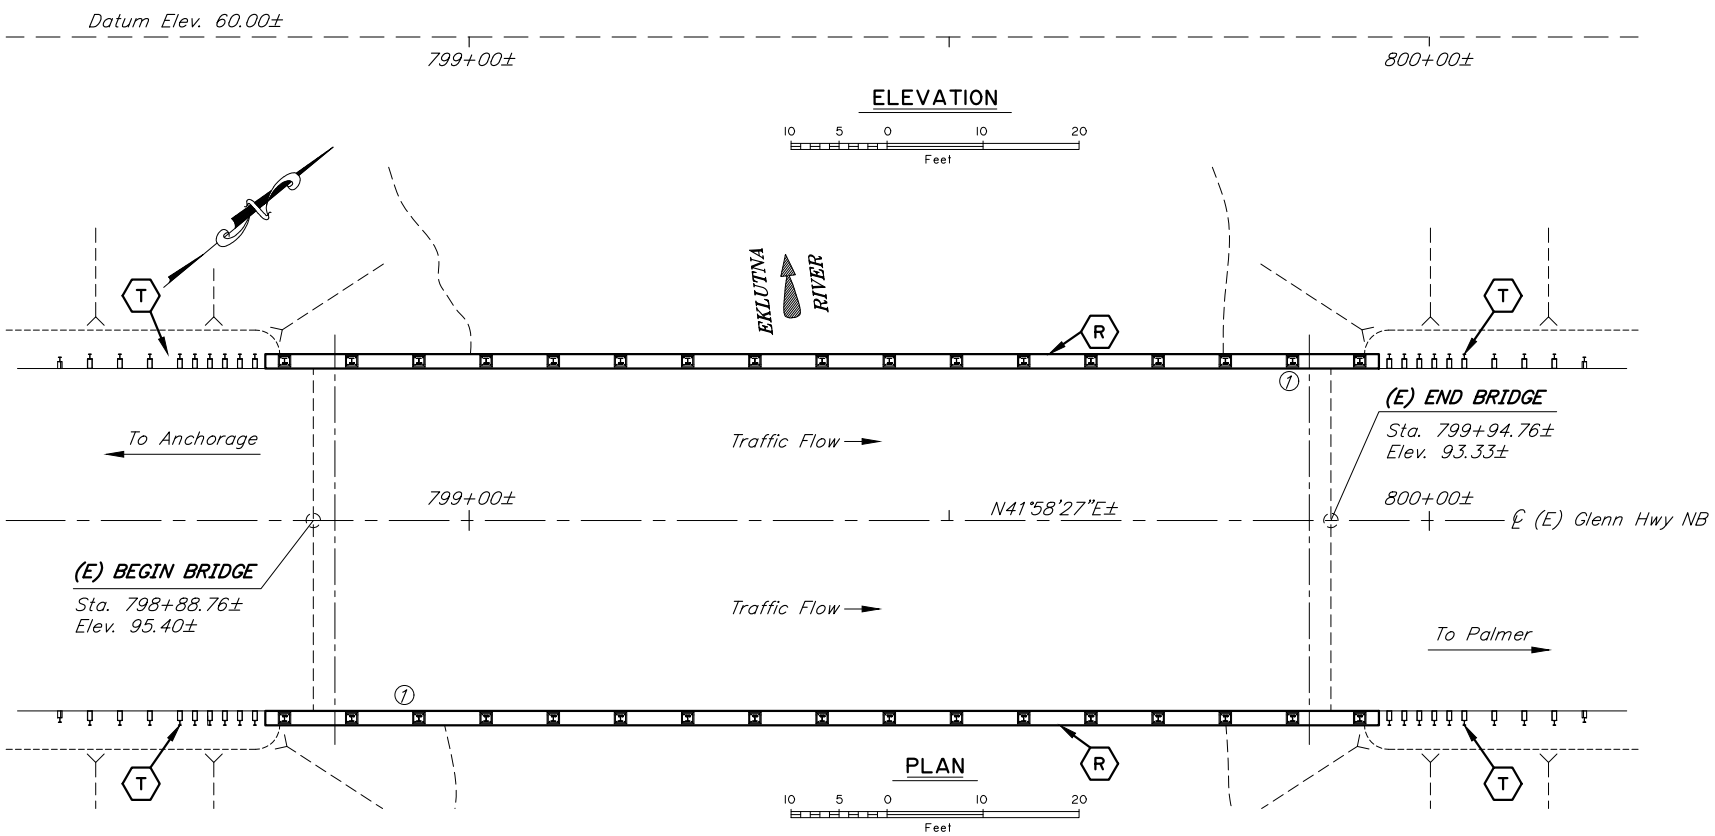 Datum Elev. 60.00±
799+00±
800+00±
ELEVATION
10 5 0 10 20
Feet
EKLUTNA
RIVER
T
T
R
1
(E) END BRIDGE
Sta. 799+94.76±
Elev. 93.33±
To Anchorage
Traffic Flow
799+00±
N41°58'27"E±
800+00±
℄ (E) Glenn Hwy NB
(E) BEGIN BRIDGE
Sta. 798+88.76±
Elev. 95.40±
Traffic Flow
To Palmer
1
T
R
T
PLAN
10 5 0 10 20
Feet